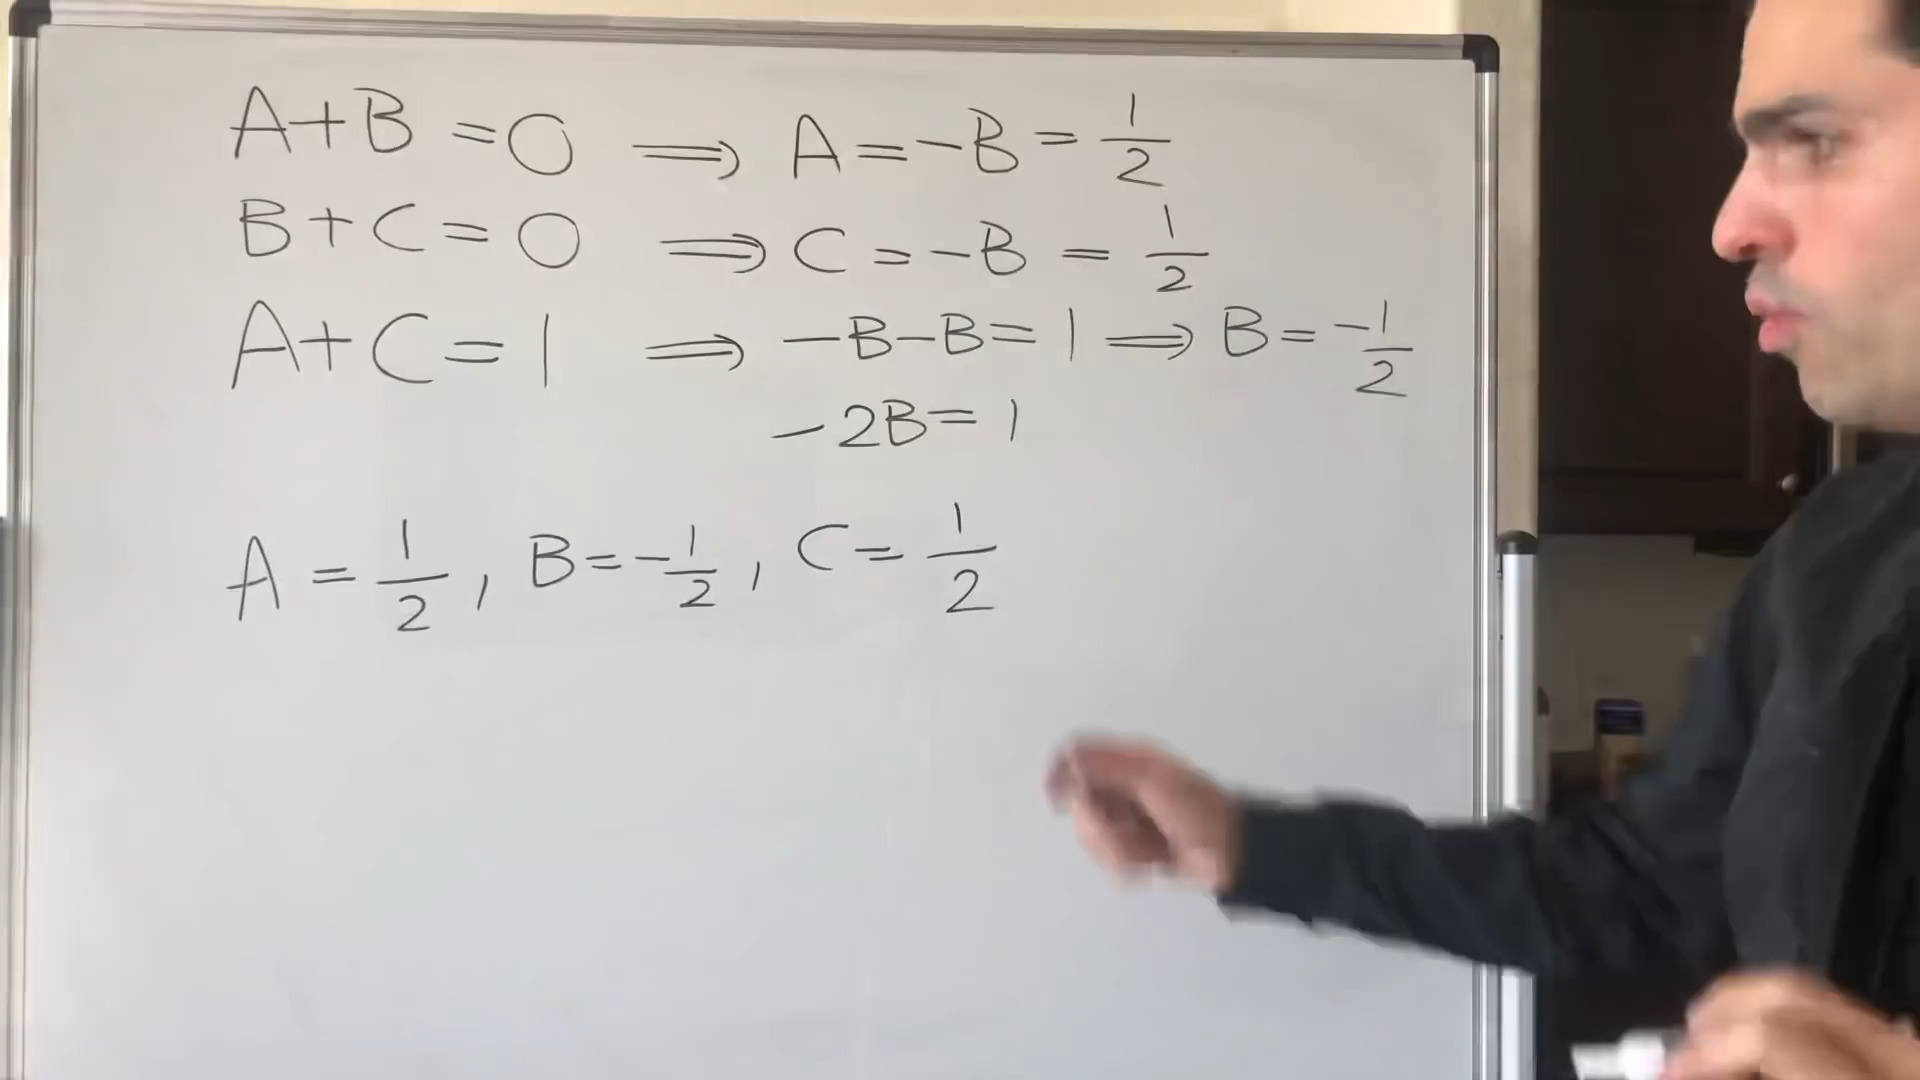 A+B=0 ⟹ A=-B=1/2
B+C=0 ⟹ C=-B=1/2
A+C=1 ⟹ -B-B=1 ⟹ B=-1/2
-2B=1
A=1/2, B=-1/2, C=1/2